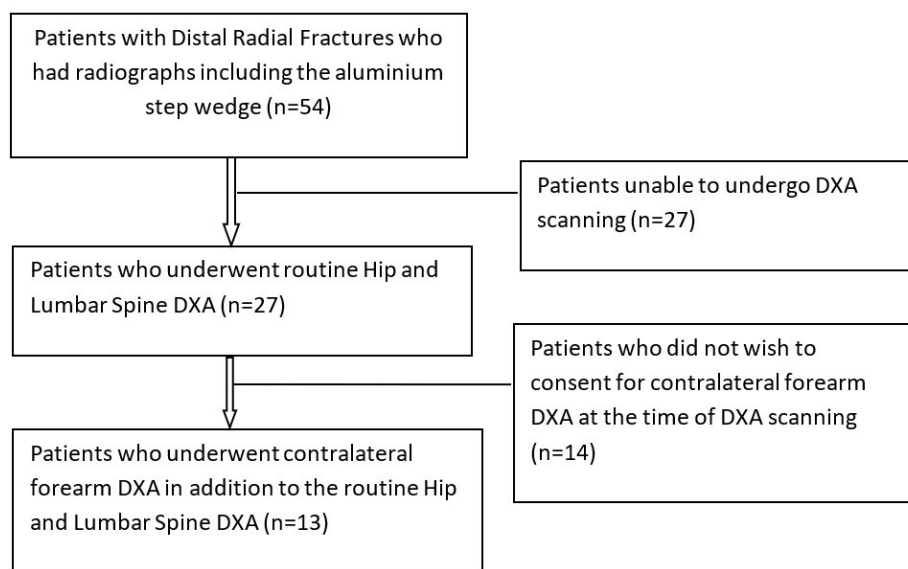 Patients with Distal Radial Fractures who
had radiographs including the aluminium
step wedge (n=54)
Patients unable to undergo DXA
scanning (n=27)
Patients who underwent routine Hip and
Lumbar Spine DXA (n=27)
Patients who did not wish to
consent for contralateral forearm
DXA at the time of DXA scanning
(n=14)
Patients who underwent contralateral
forearm DXA in addition to the routine Hip
and Lumbar Spine DXA (n=13)